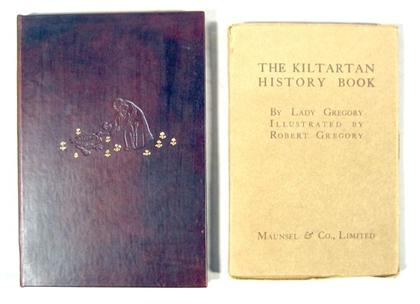 THE KILTARTAN
HISTORY BOOK
BY LADY GREGORY
ILLUSTRATED BY
ROBERT GREGORY
MAUNSEL & CO., LIMITED